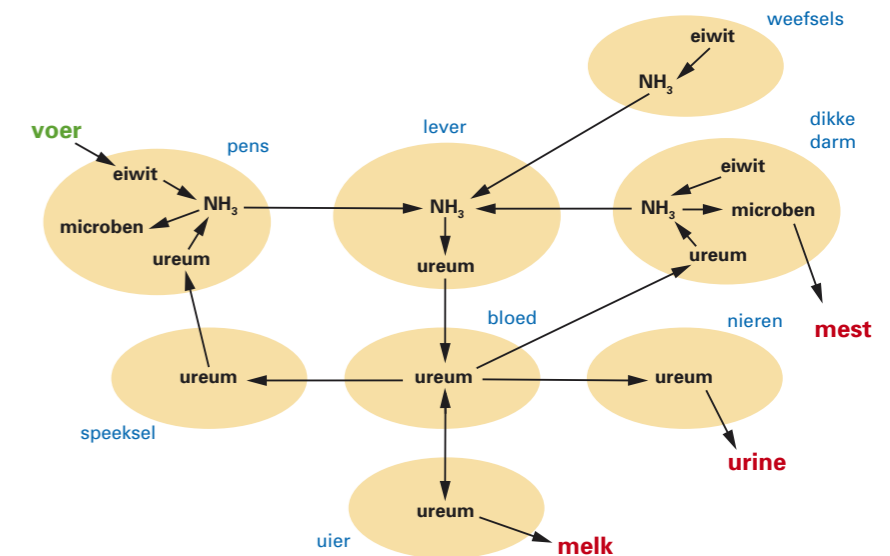 weefsels
eiwit
NH₃
voer
pens
eiwit
NH₃
microben
ureum
lever
NH₃
ureum
dikke
darm
eiwit
NH₃
microben
ureum
mest
bloed
ureum
nieren
ureum
urine
ureum
speeksel
ureum
uier
melk